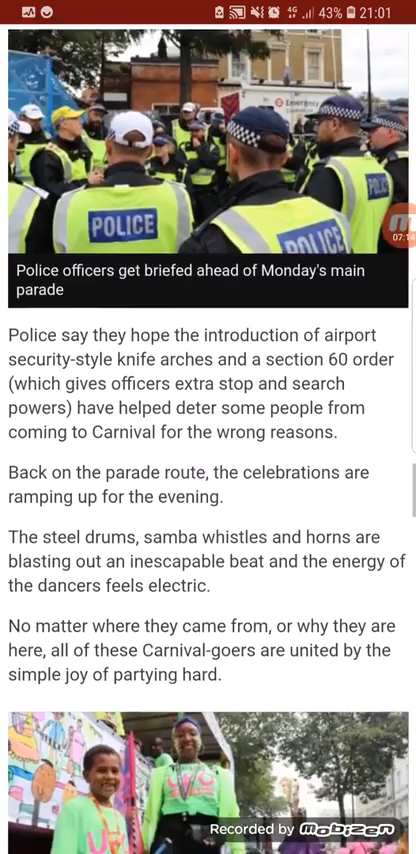 4G 43% 21:01
Emergency
POLICE
POLICE
POLICE
07:14
Police officers get briefed ahead of Monday's main
parade
Police say they hope the introduction of airport
security-style knife arches and a section 60 order
(which gives officers extra stop and search
powers) have helped deter some people from
coming to Carnival for the wrong reasons.
Back on the parade route, the celebrations are
ramping up for the evening.
The steel drums, samba whistles and horns are
blasting out an inescapable beat and the energy of
the dancers feels electric.
No matter where they came from, or why they are
here, all of these Carnival-goers are united by the
simple joy of partying hard.
Recorded by mobizen